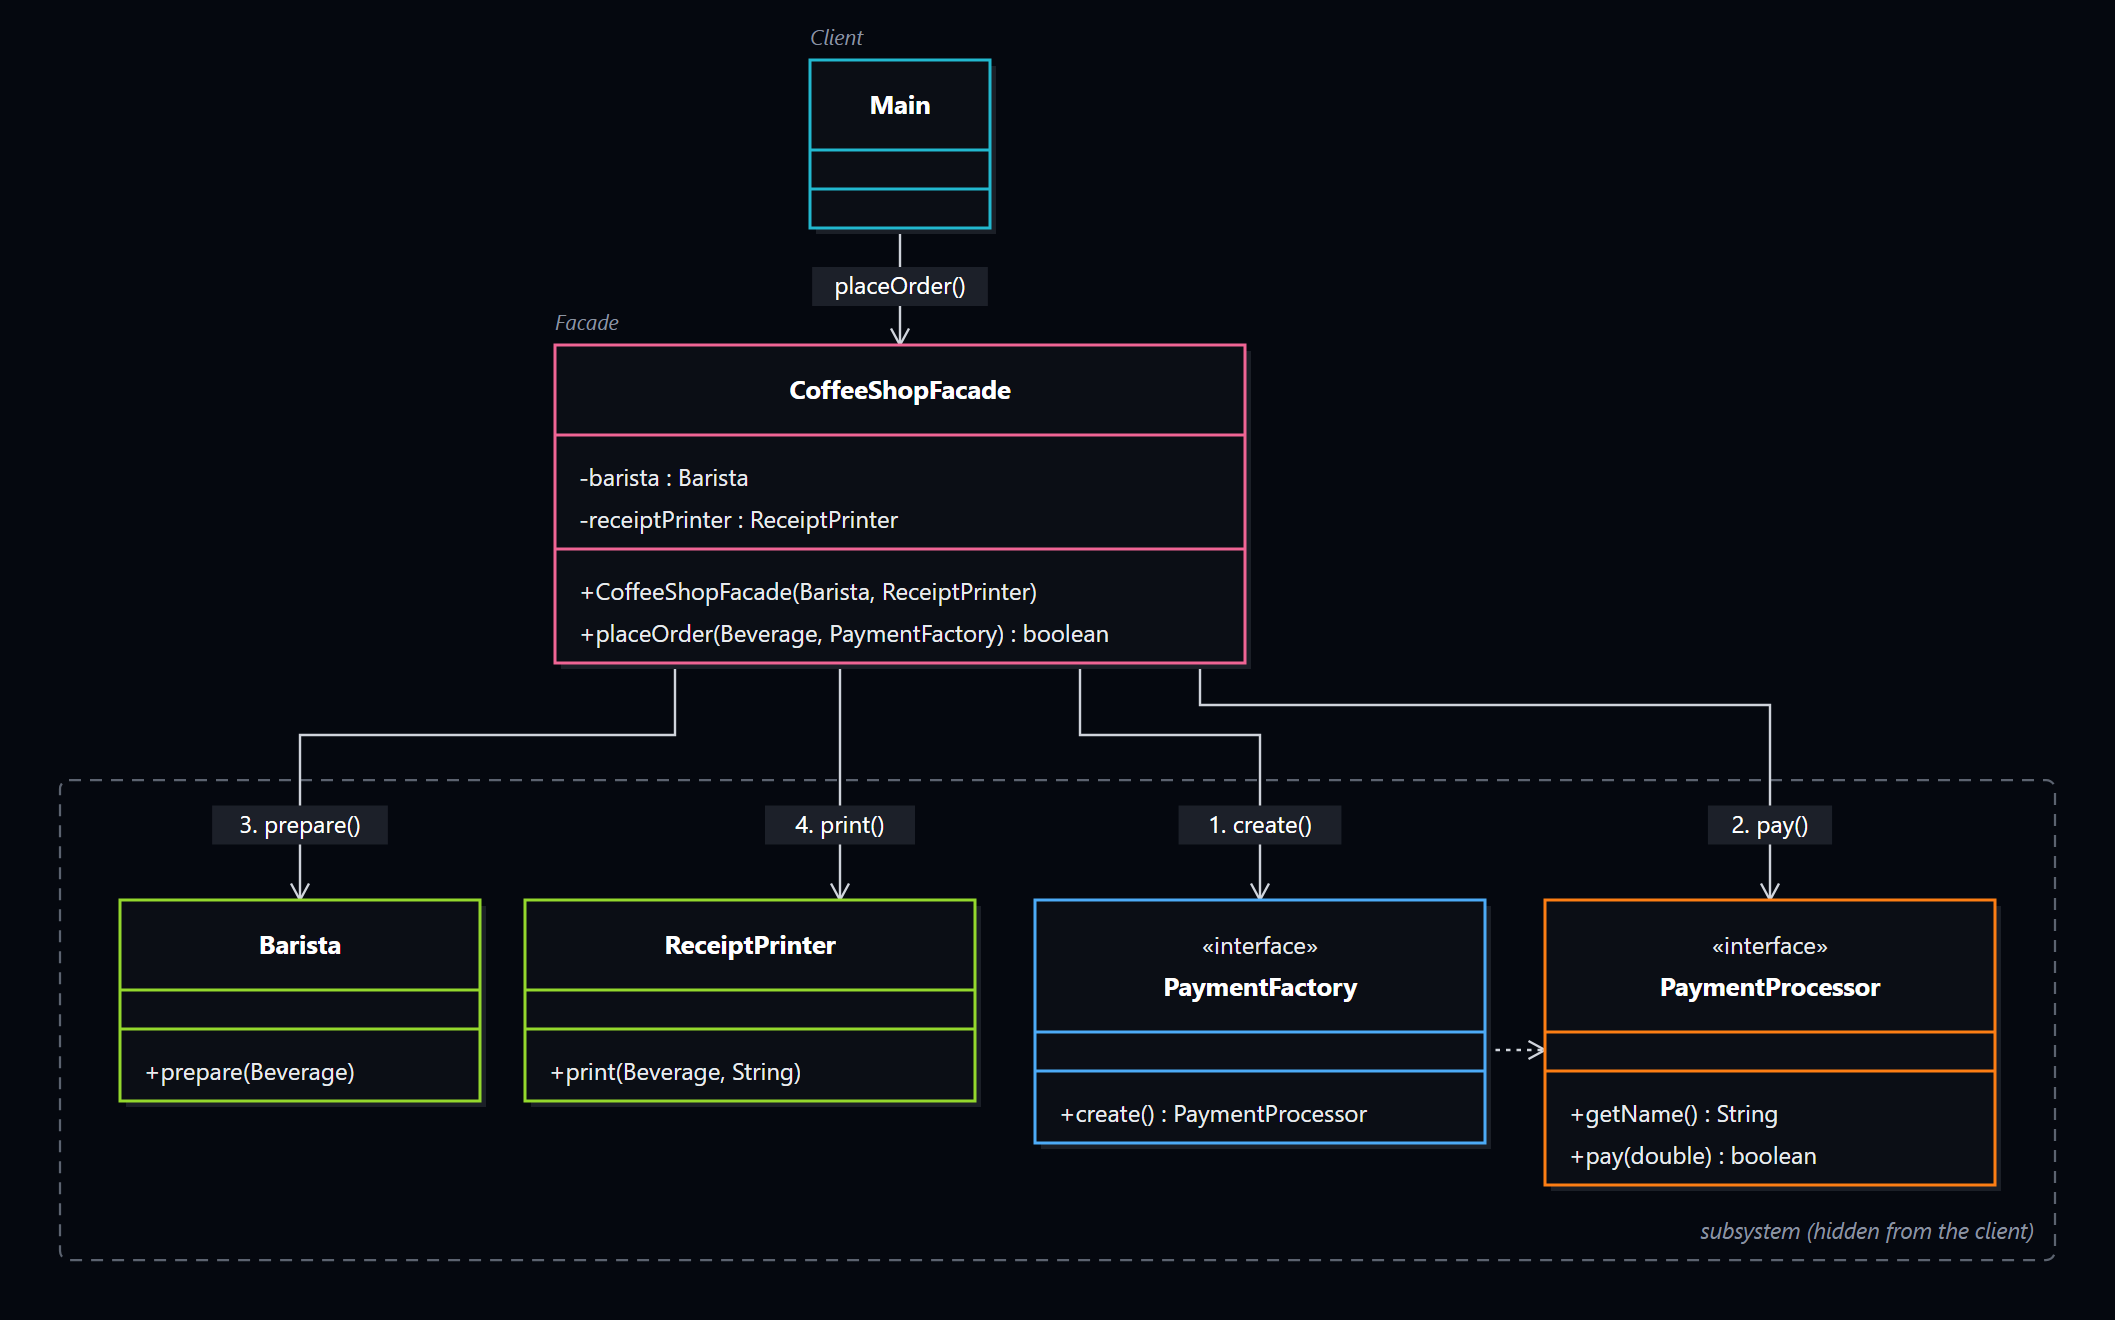 Client
Main
placeOrder()
Facade
CoffeeShopFacade
-barista : Barista
-receiptPrinter : ReceiptPrinter
+CoffeeShopFacade(Barista, ReceiptPrinter)
+placeOrder(Beverage, PaymentFactory) : boolean
3. prepare()
4. print()
1. create()
2. pay()
Barista
+prepare(Beverage)
ReceiptPrinter
+print(Beverage, String)
«interface»
PaymentFactory
+create() : PaymentProcessor
«interface»
PaymentProcessor
+getName() : String
+pay(double) : boolean
subsystem (hidden from the client)